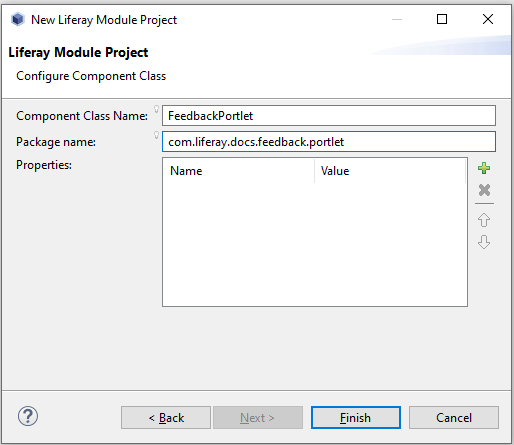 New Liferay Module Project
Liferay Module Project
Configure Component Class
Component Class Name: FeedbackPortlet
Package name: com.liferay.docs.feedback.portlet
Properties:
Name Value
?
< Back Next > Finish Cancel